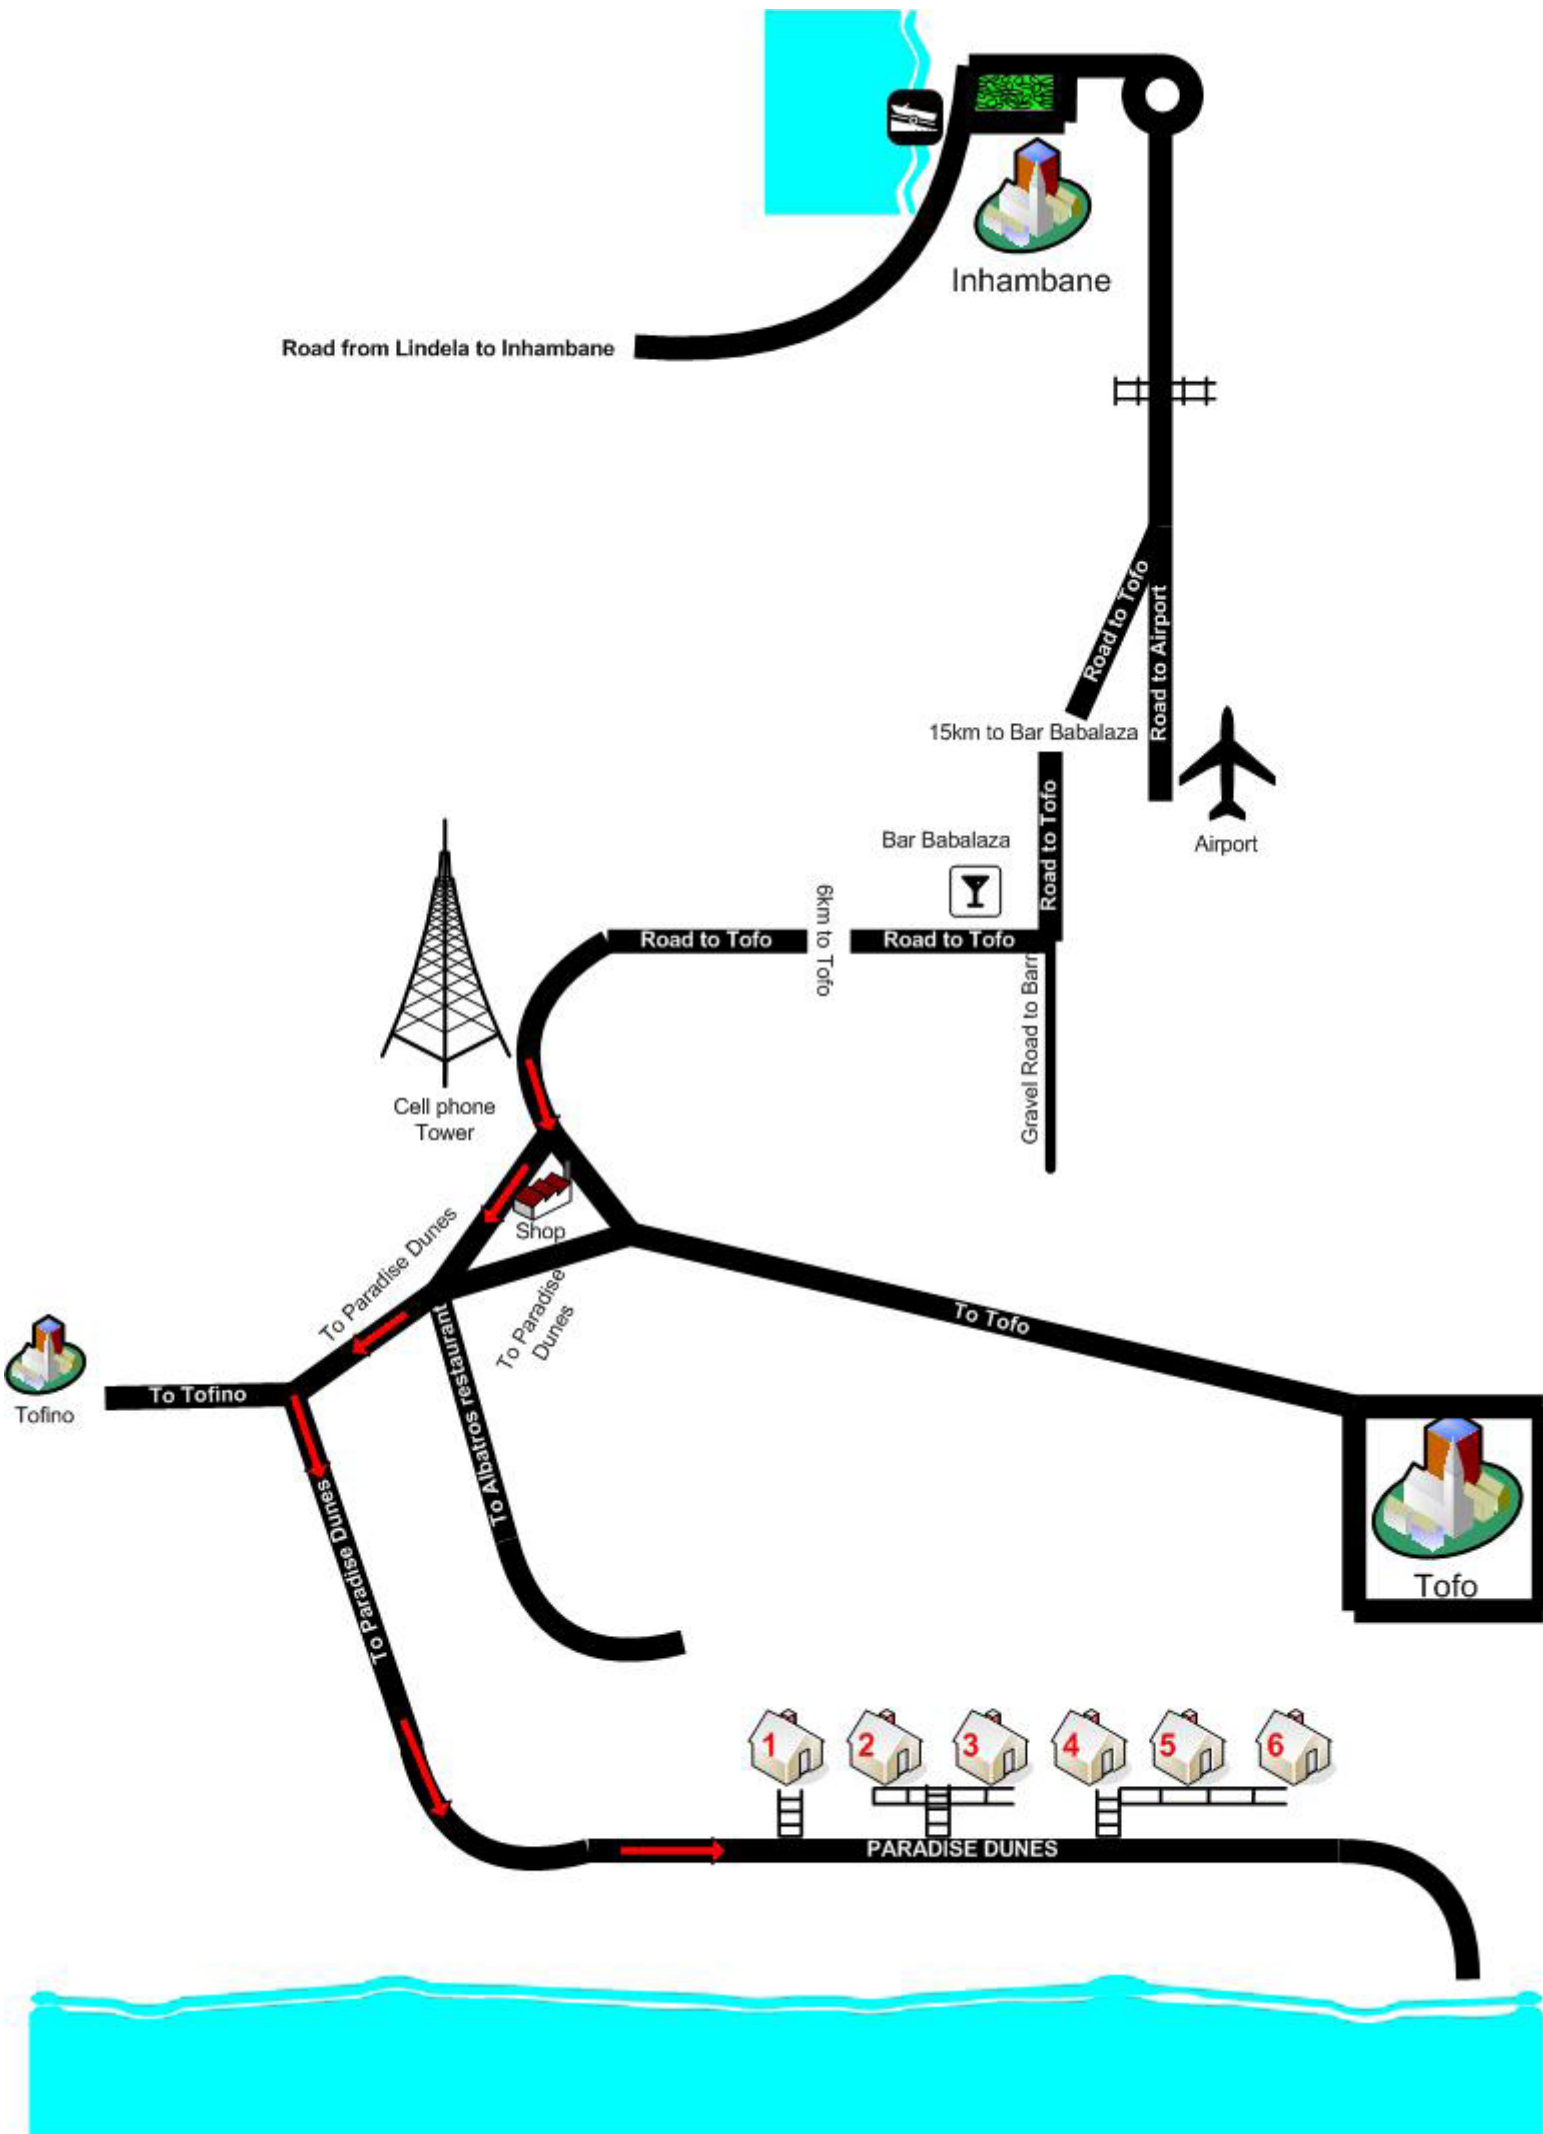 Inhambane
Road from Lindela to Inhambane
Road to Tofo
Road to Airport
15km to Bar Babalaza
Road to Tofo
Airport
Bar Babalaza
Road to Tofo
6km to Tofo
Road to Tofo
Gravel Road to Barr
Cell phone
Tower
Shop
To Paradise Dunes
To Paradise
Dunes
To Tofo
To Albatros restaurant
To Tofino
Tofino
To Paradise Dunes
Tofo
1 2 3 4 5 6
PARADISE DUNES